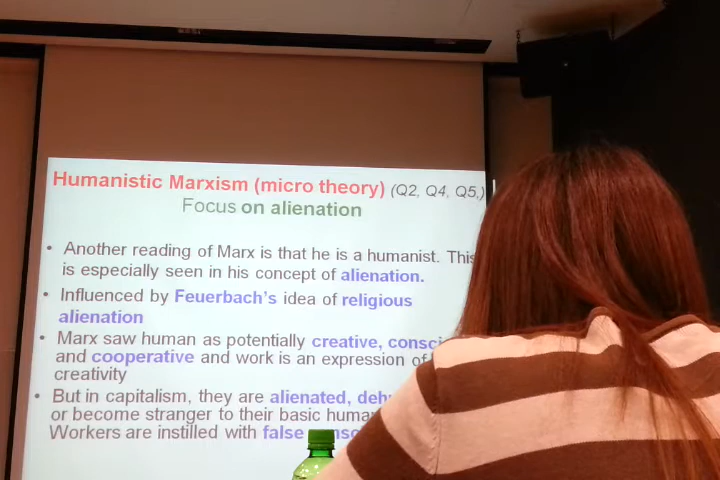 Humanistic Marxism (micro theory) (Q2, Q4, Q5,)
Focus on alienation
• Another reading of Marx is that he is a humanist. This
is especially seen in his concept of alienation.
• Influenced by Feuerbach's idea of religious
alienation
• Marx saw human as potentially creative,
and cooperative and work is an expression of
creativity
• But in capitalism, they are alienated,
or become stranger to their basic
Workers are instilled with false